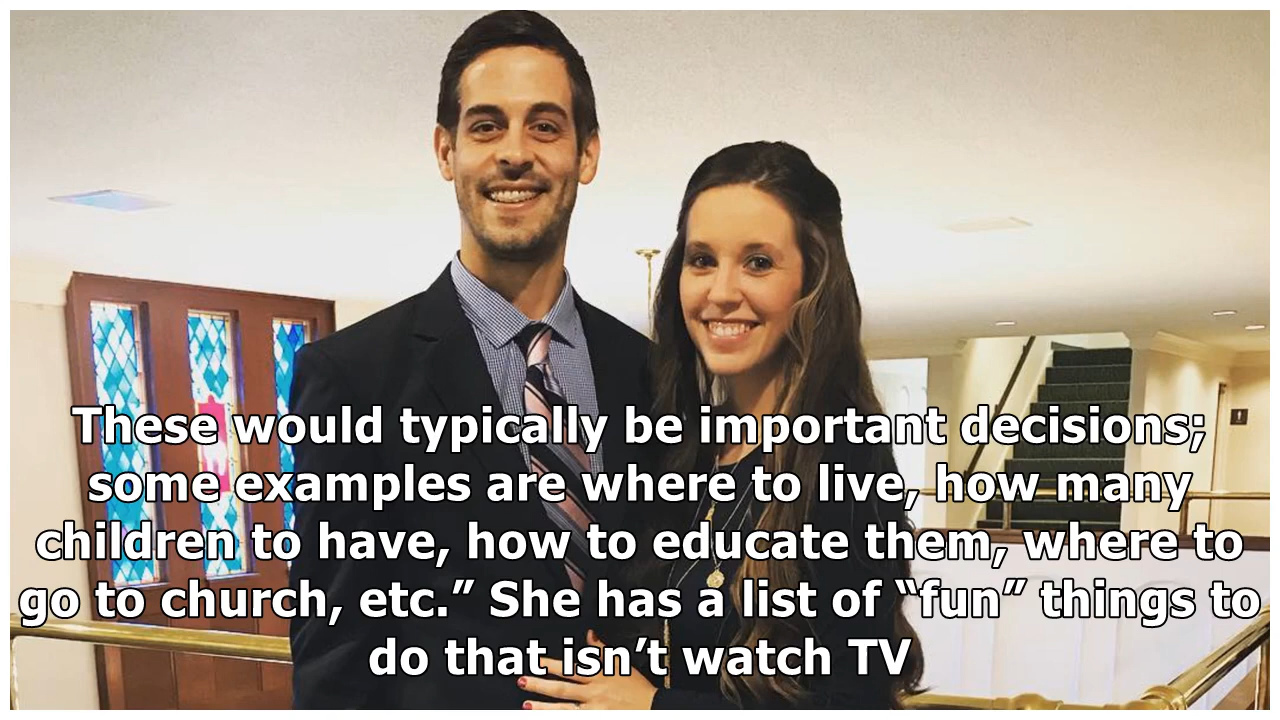 These would typically be important decisions;
some examples are where to live, how many
children to have, how to educate them, where to
go to church, etc.” She has a list of “fun” things to
do that isn’t watch TV